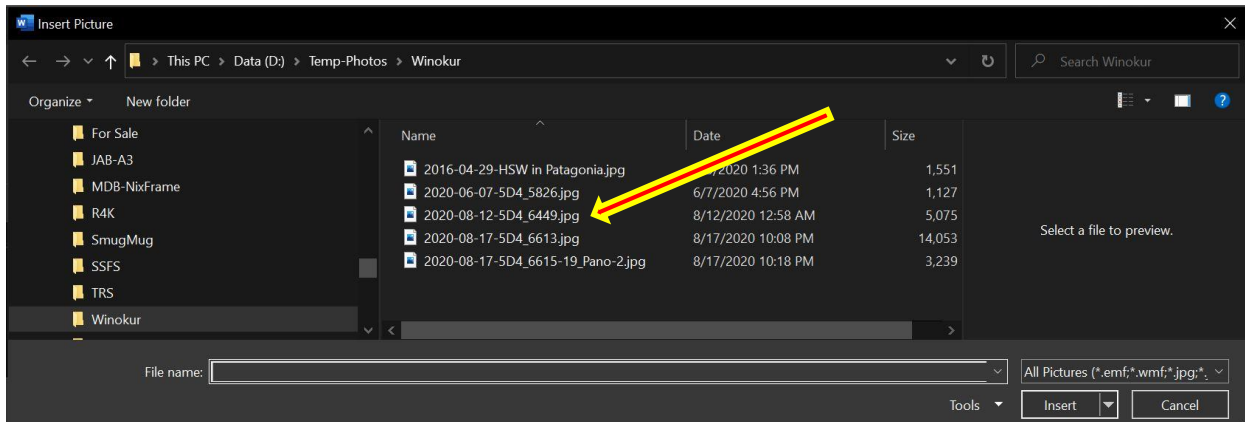 Insert Picture
This PC > Data (D:) > Temp-Photos > Winokur
Search Winokur
Organize New folder
For Sale
JAB-A3
MDB-NixFrame
R4K
SmugMug
SSFS
TRS
Winokur
Name Date Size
2016-04-29-HSW in Patagonia.jpg /2020 1:36 PM 1,551
2020-06-07-5D4_5826.jpg 6/7/2020 4:56 PM 1,127
2020-08-12-5D4_6449.jpg 8/12/2020 12:58 AM 5,075
2020-08-17-5D4_6613.jpg 8/17/2020 10:08 PM 14,053
2020-08-17-5D4_6615-19_Pano-2.jpg 8/17/2020 10:18 PM 3,239
Select a file to preview.
File name: All Pictures (*.emf;*.wmf;*.jpg;*.
Tools Insert Cancel